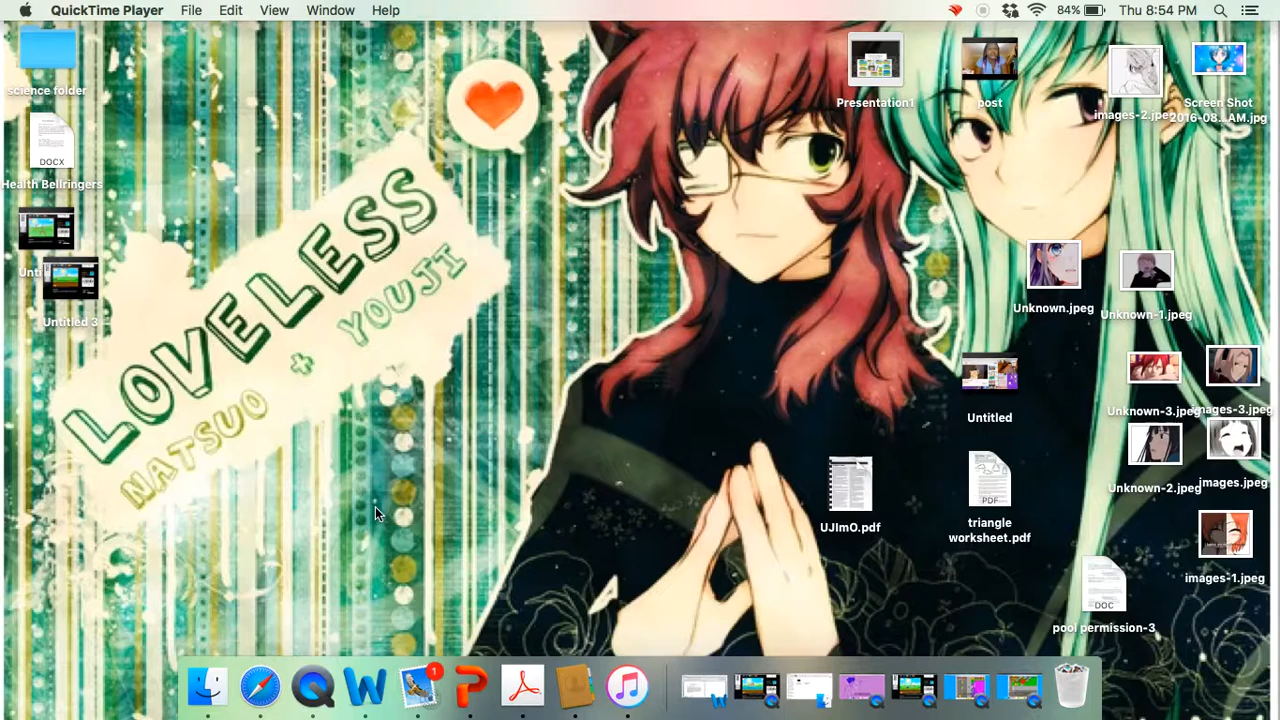 QuickTime Player File Edit View Window Help 84% Thu 8:54 PM
science folder
Presentation1
post
images-2.jpe
Screen Shot
2016-08...AM.jpg
DOCX
Health Bellringers
LOVELESS
NATSUO + YOUJI
Unti
Untitled 3
Unknown.jpeg
Unknown-1.jpeg
Untitled
Unknown-3.jpeg
images-3.jpeg
Unknown-2.jpeg
images.jpeg
UJImO.pdf
PDF
triangle
worksheet.pdf
images-1.jpeg
DOC
pool permission-3
1